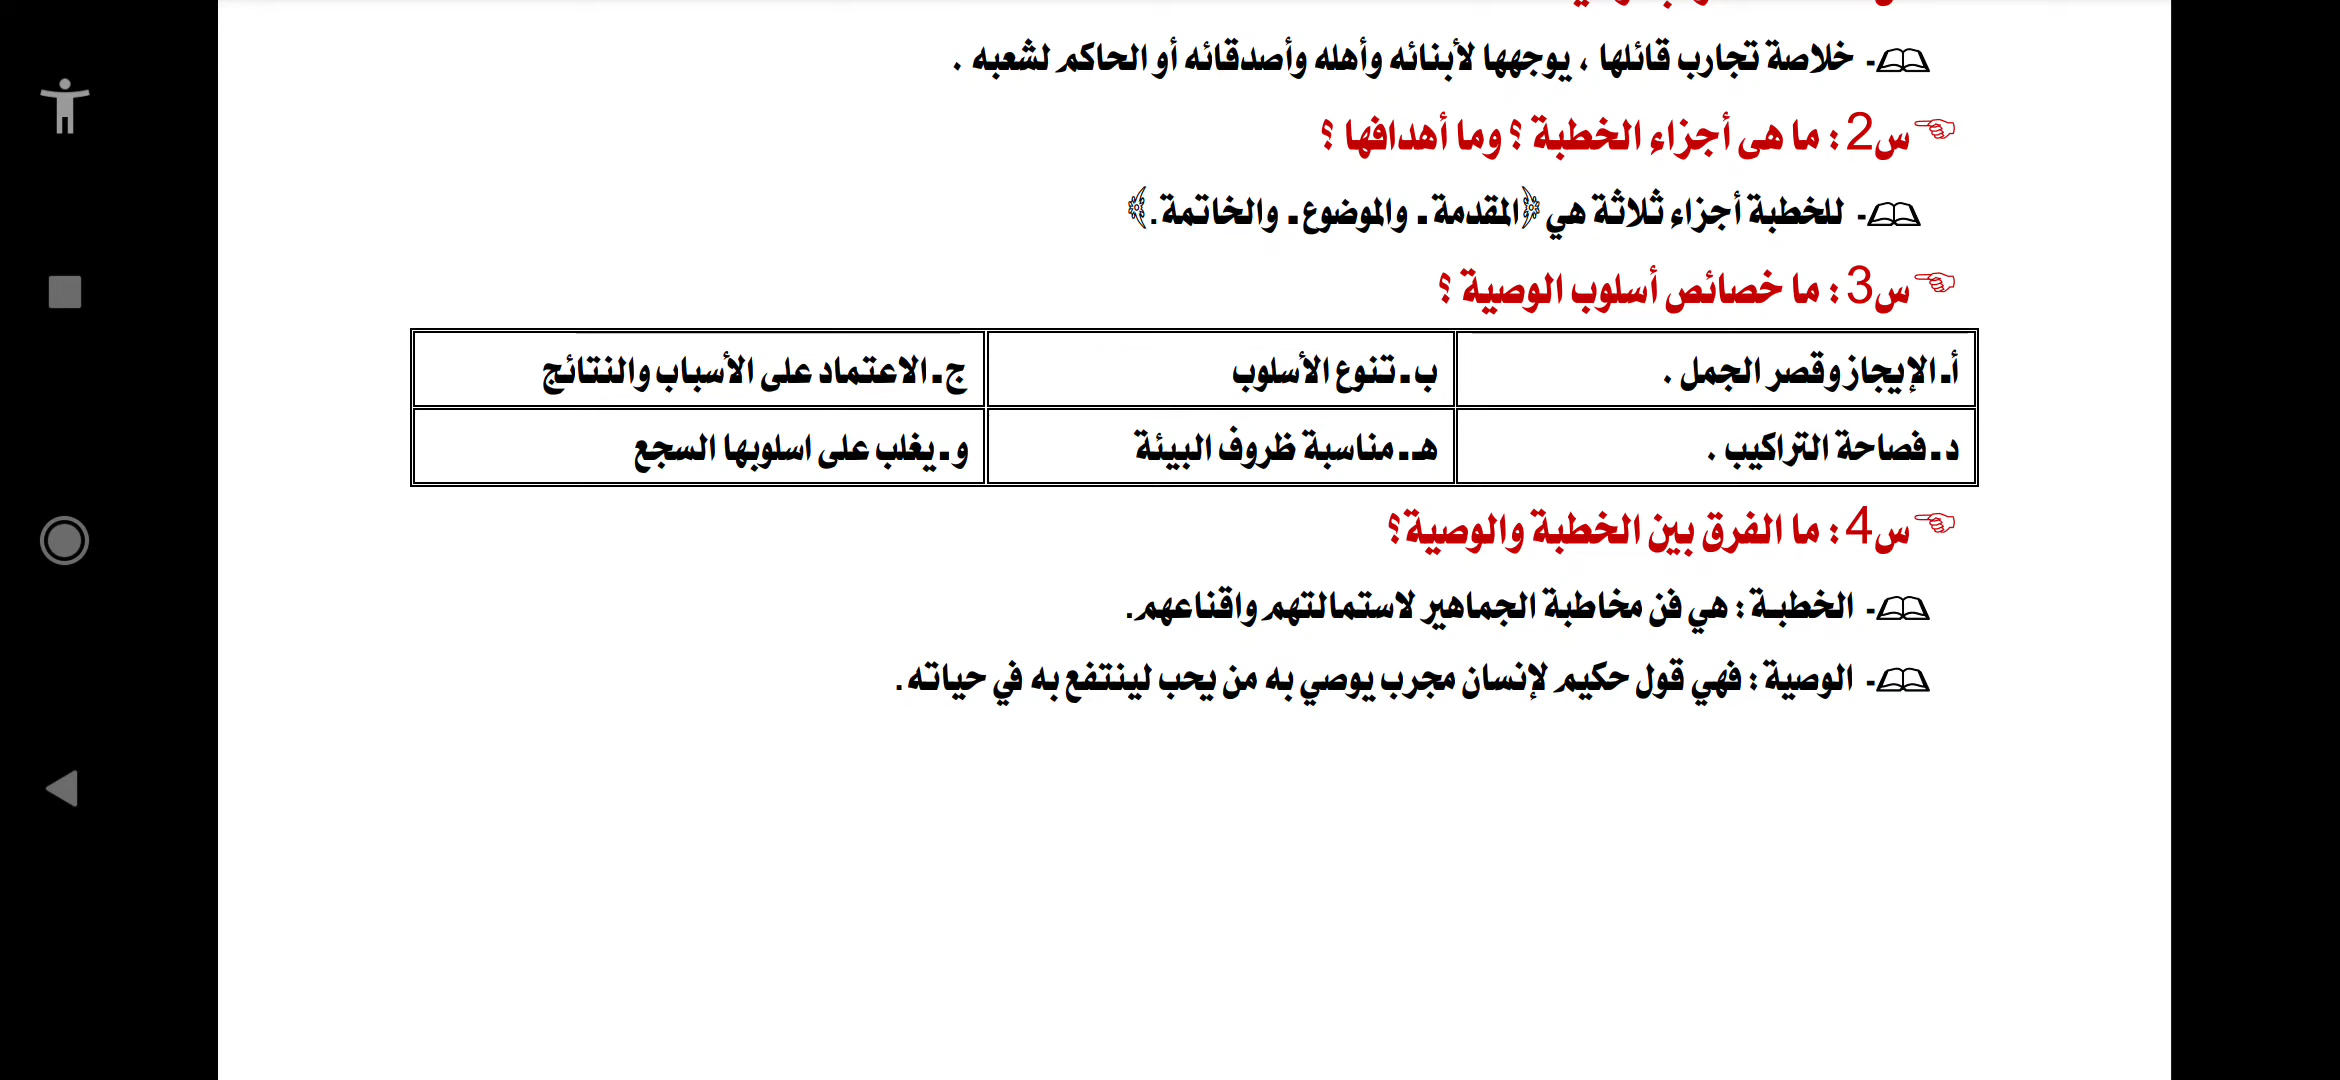 - خلاصة تجارب قائلها ، يوجهها لأبنائه وأهله وأصدقائه أو الحاكم لشعبه .
س2 : ما هى أجزاء الخطبة ؟ وما أهدافها ؟
- للخطبة أجزاء ثلاثة هي ﴿المقدمة ـ والموضوع ـ والخاتمة .﴾
س3 : ما خصائص أسلوب الوصية ؟
أـ الإيجاز وقصر الجمل . ب ـ تنوع الأسلوب ج ـ الاعتماد على الأسباب والنتائج
د ـ فصاحة التراكيب . هـ ـ مناسبة ظروف البيئة و ـ يغلب على اسلوبها السجع
س4 : ما الفرق بين الخطبة والوصية ؟
- الخطبـة : هي فن مخاطبة الجماهير لاستمالتهم واقناعهم.
- الوصية : فهي قول حكيم لإنسان مجرب يوصي به من يحب لينتفع به في حياته .